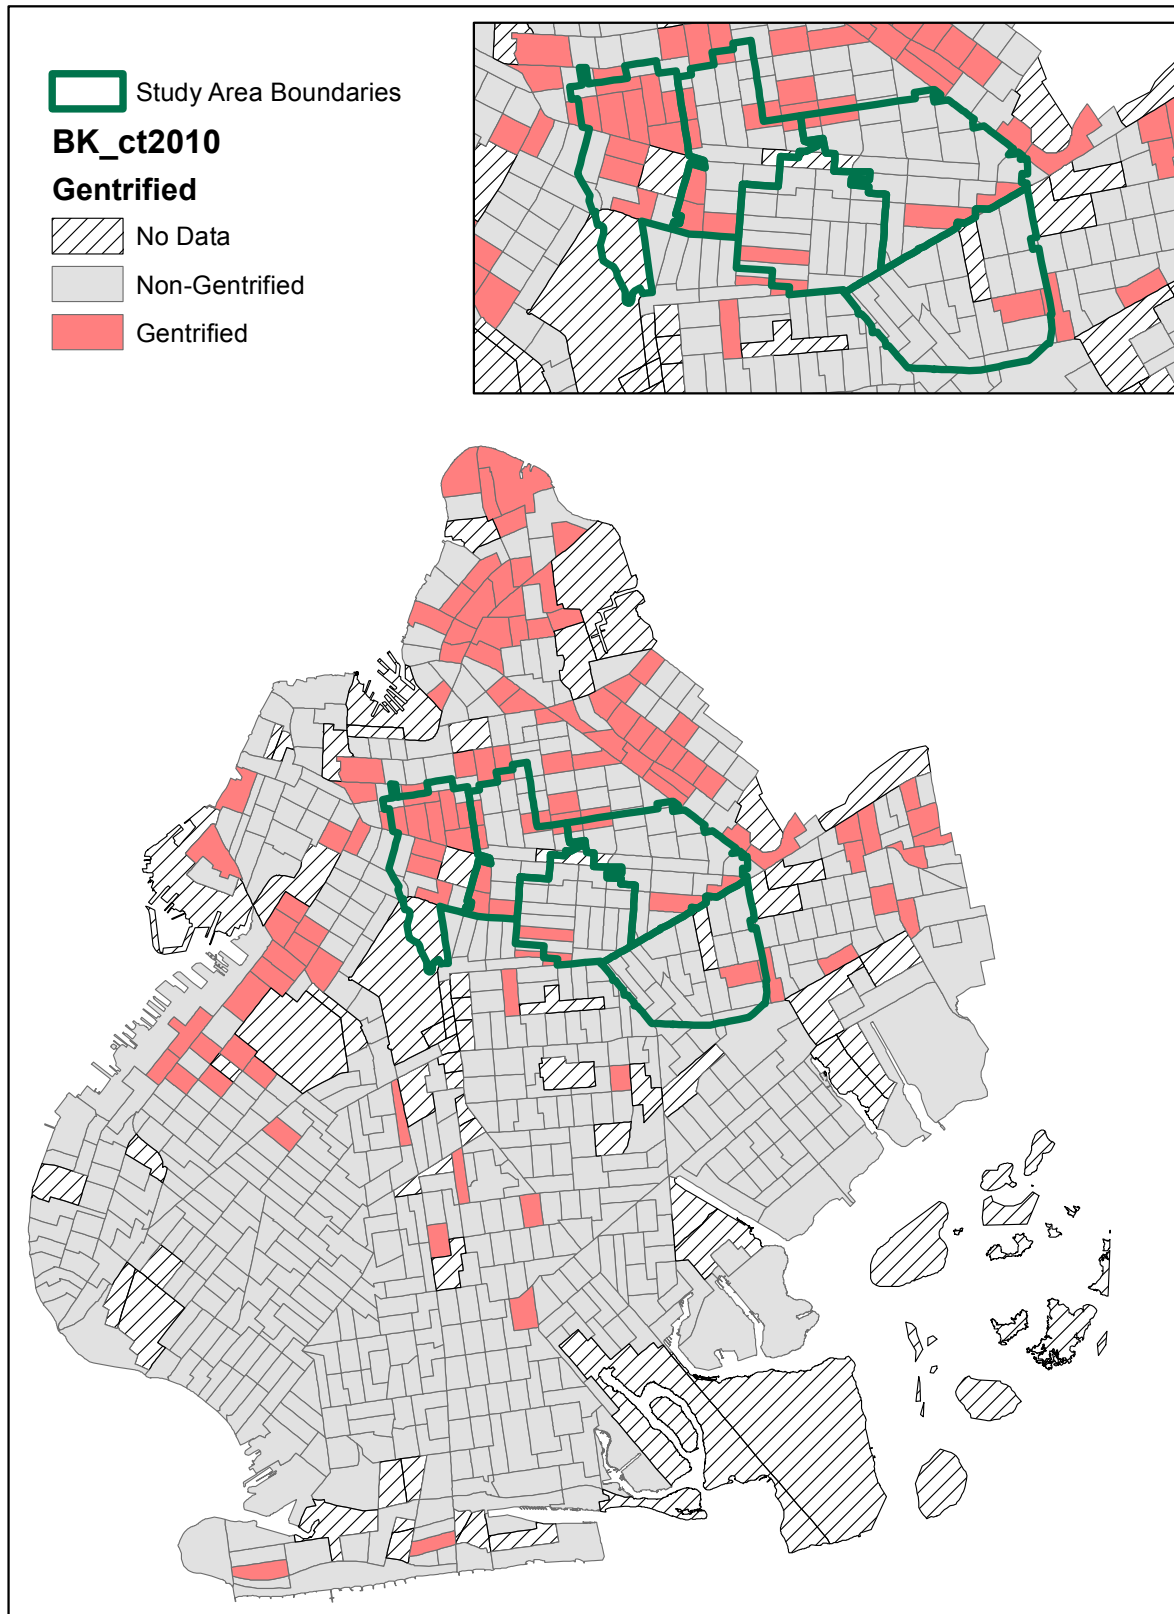 Study Area Boundaries
BK_ct2010
Gentrified
No Data
Non-Gentrified
Gentrified